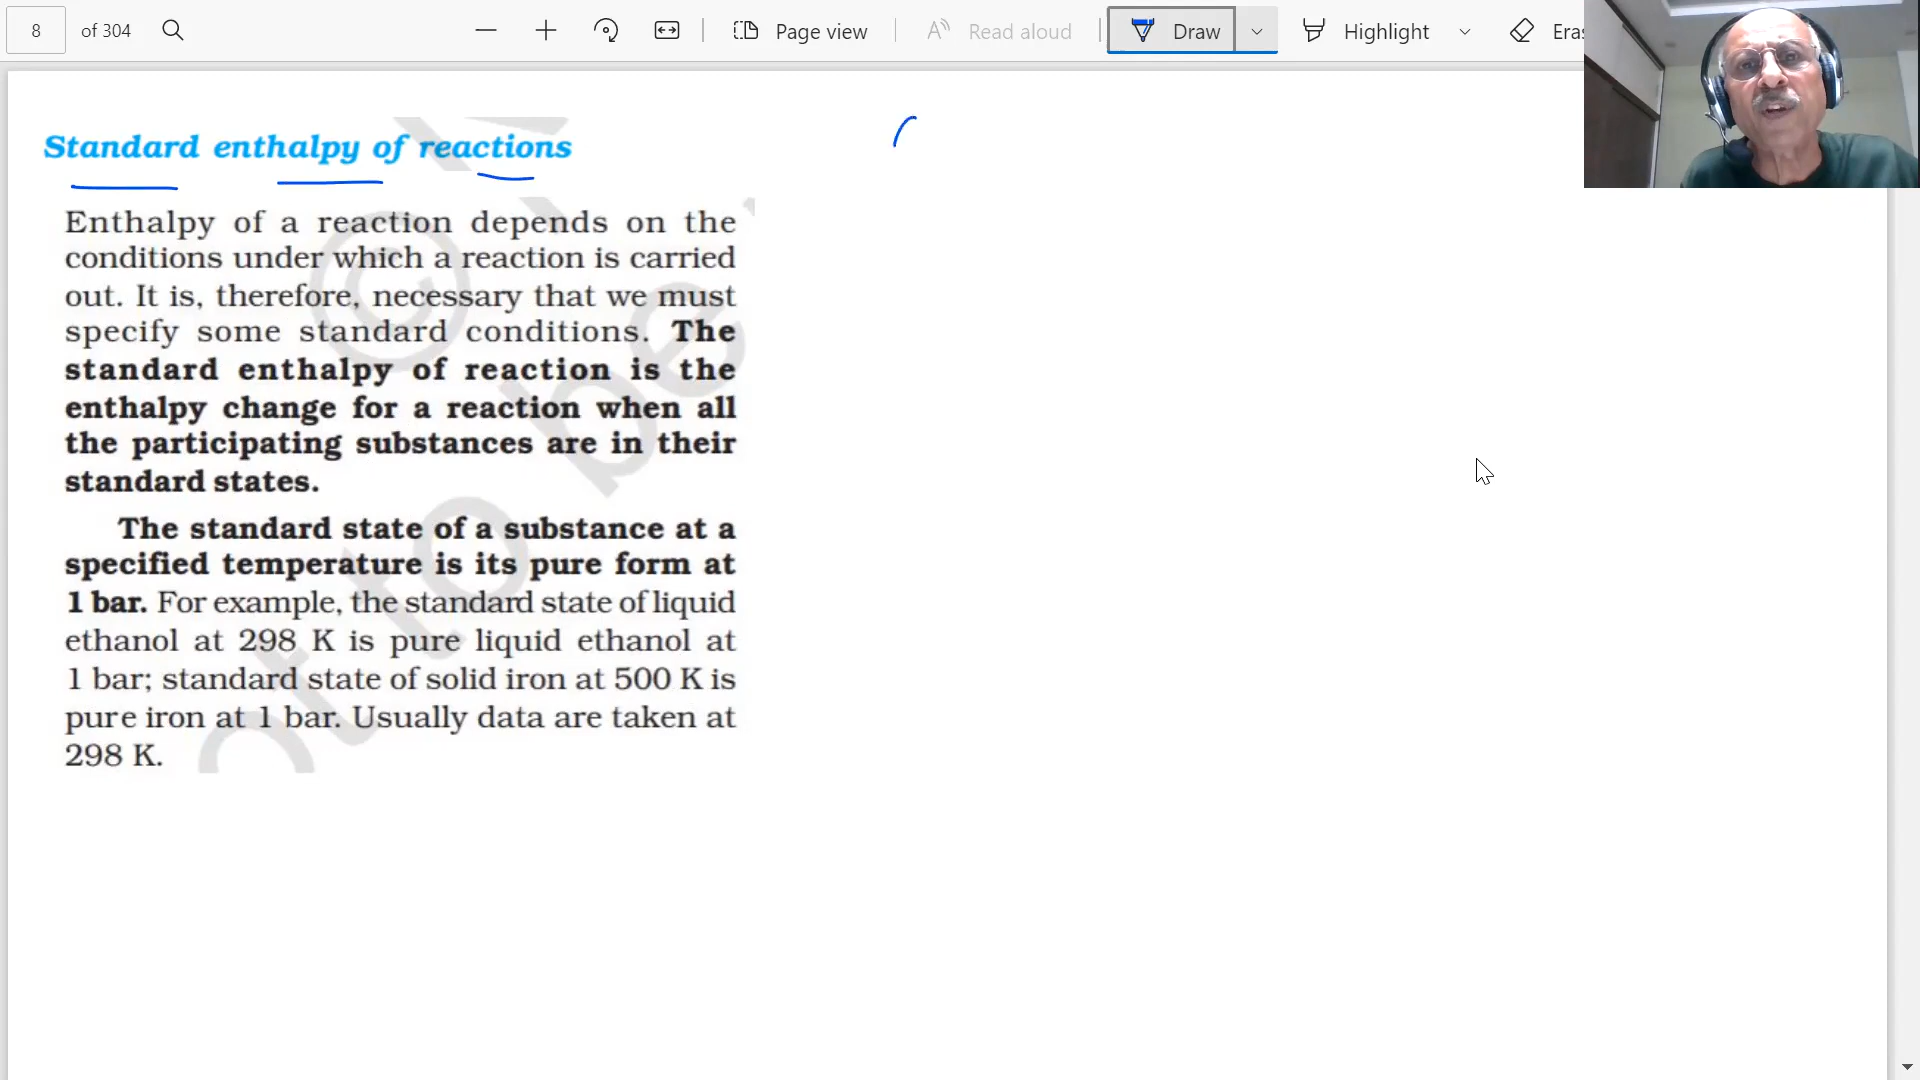 8 of 304 Page view Read aloud Draw Highlight Eras
Standard enthalpy of reactions
Enthalpy of a reaction depends on the
conditions under which a reaction is carried
out. It is, therefore, necessary that we must
specify some standard conditions. The
standard enthalpy of reaction is the
enthalpy change for a reaction when all
the participating substances are in their
standard states.
The standard state of a substance at a
specified temperature is its pure form at
1 bar. For example, the standard state of liquid
ethanol at 298 K is pure liquid ethanol at
1 bar; standard state of solid iron at 500 K is
pure iron at 1 bar. Usually data are taken at
298 K.